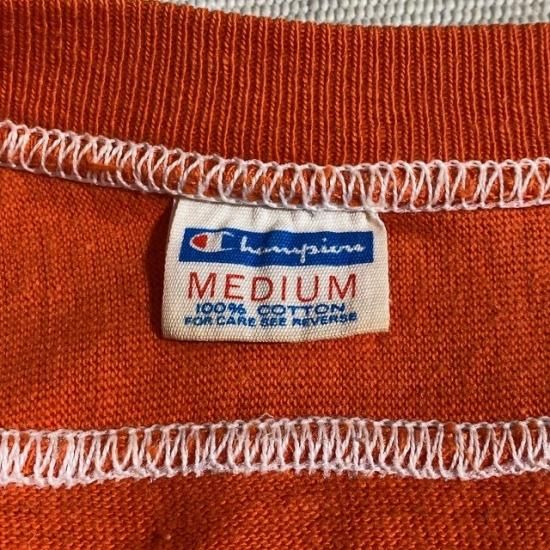 Champion
MEDIUM
100% COTTON
FOR CARE SEE REVERSE